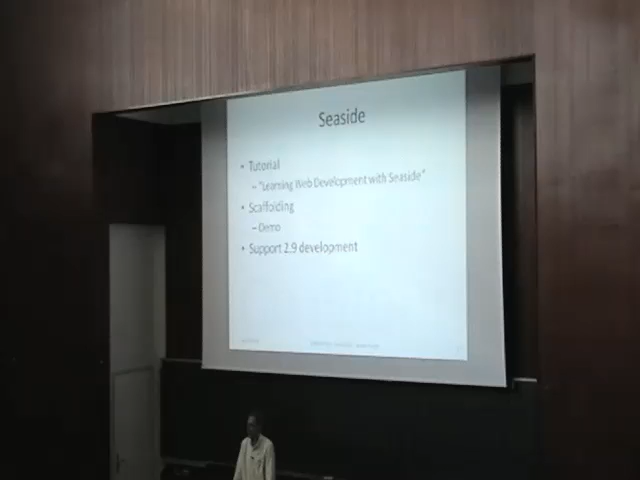 Seaside
• Tutorial
– "Learning Web Development with Seaside"
• Scaffolding
– Demo
• Support 2.9 development